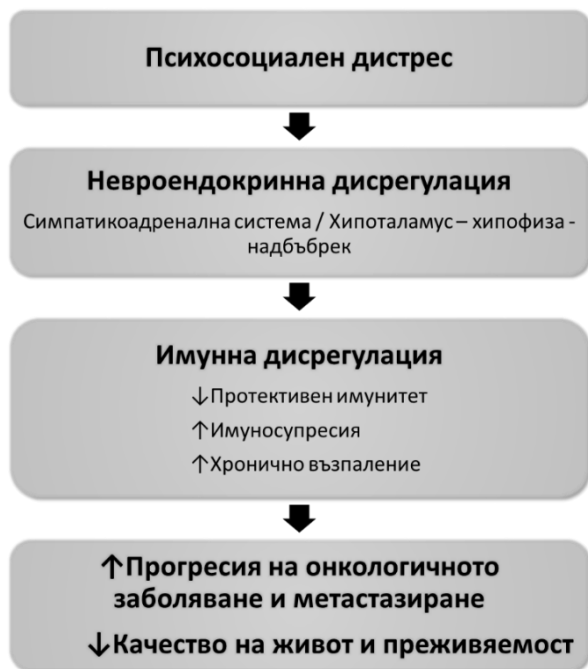 Психосоциален дистрес
Невроендокринна дисрегулация
Симпатикоадренална система / Хипоталамус – хипофиза -
надбъбрек
Имунна дисрегулация
↓Протективен имунитет
↑Имуносупресия
↑Хронично възпаление
↑Прогресия на онкологичното
заболяване и метастазиране
↓Качество на живот и преживяемост